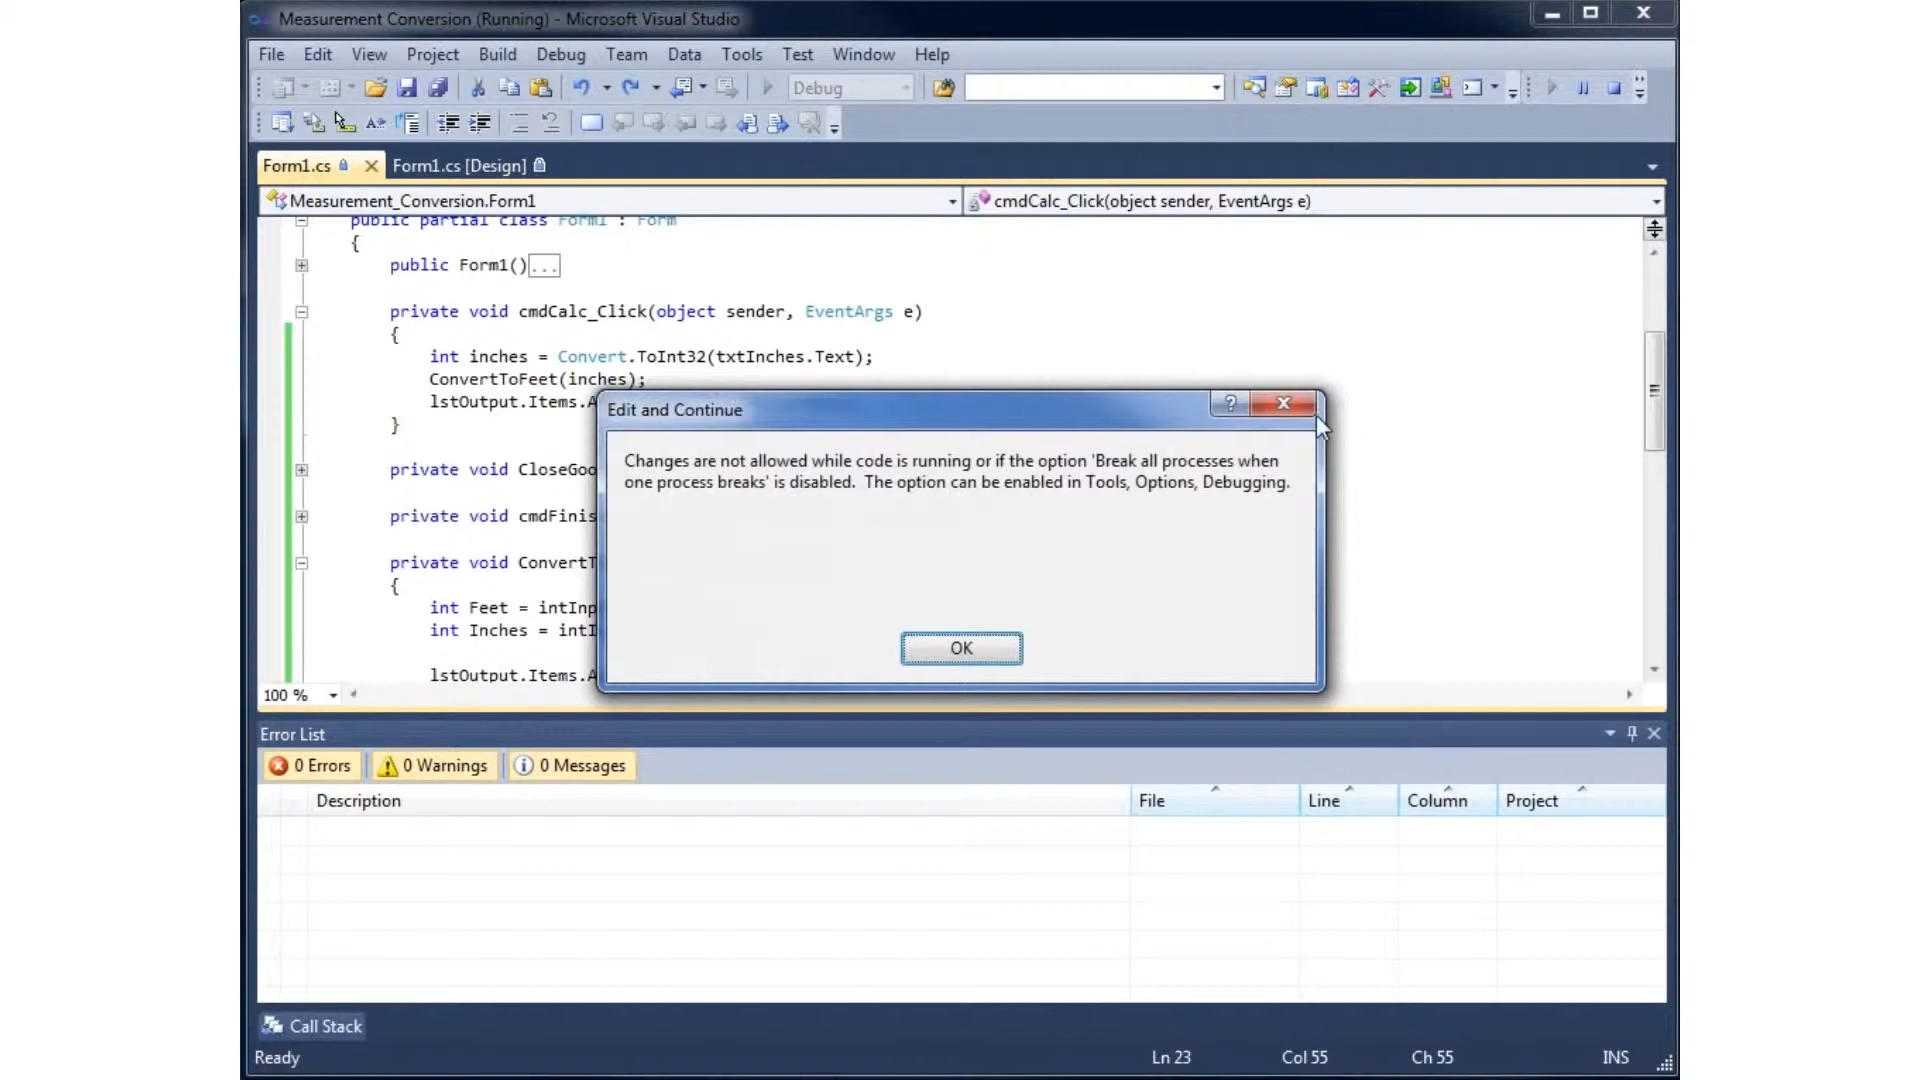 Measurement Conversion (Running) - Microsoft Visual Studio
File Edit View Project Build Debug Team Data Tools Test Window Help
Debug
Form1.cs Form1.cs [Design]
Measurement_Conversion.Form1 cmdCalc_Click(object sender, EventArgs e)
public partial class Form1 : Form
{
public Form1()...
private void cmdCalc_Click(object sender, EventArgs e)
{
int inches = Convert.ToInt32(txtInches.Text);
ConvertToFeet(inches);
lstOutput.Items.A
}
private void CloseGoo
private void cmdFinis
private void ConvertT
{
int Feet = intInp
int Inches = intI
lstOutput.Items.A
100 %
Edit and Continue
Changes are not allowed while code is running or if the option 'Break all processes when
one process breaks' is disabled. The option can be enabled in Tools, Options, Debugging.
OK
Error List
0 Errors 0 Warnings 0 Messages
Description File Line Column Project
Call Stack
Ready Ln 23 Col 55 Ch 55 INS